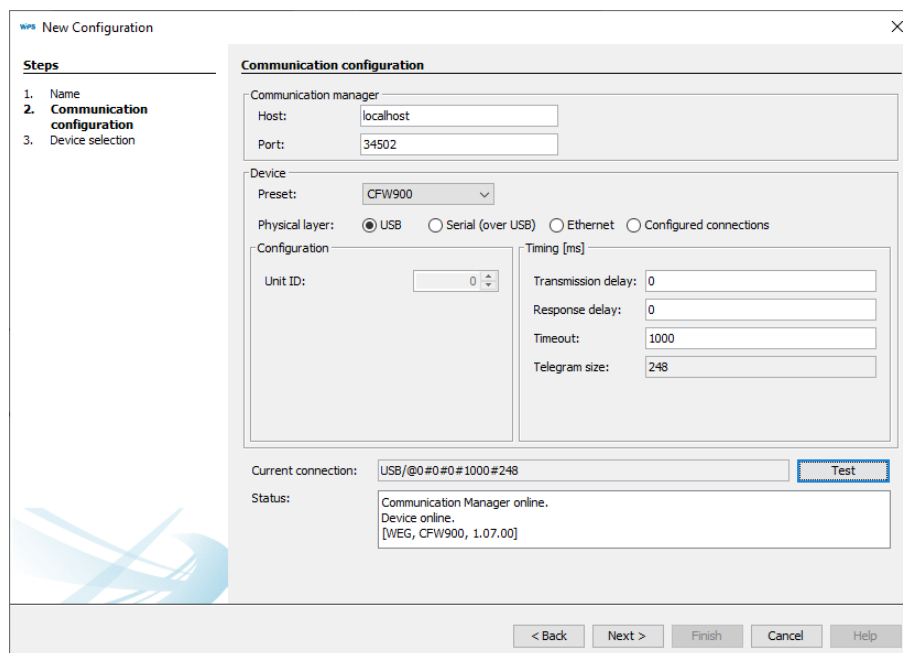 WPS New Configuration
Steps
1. Name
2. Communication
configuration
3. Device selection
Communication configuration
Communication manager
Host: localhost
Port: 34502
Device
Preset: CFW900
Physical layer: USB Serial (over USB) Ethernet Configured connections
Configuration
Unit ID: 0
Timing [ms]
Transmission delay: 0
Response delay: 0
Timeout: 1000
Telegram size: 248
Current connection: USB/@0#0#0#1000#248 Test
Status: Communication Manager online.
Device online.
[WEG, CFW900, 1.07.00]
< Back Next > Finish Cancel Help